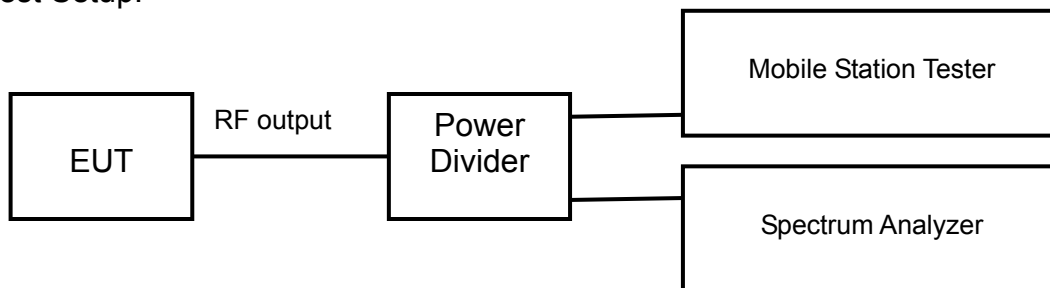 EUT
RF output
Power
Divider
Mobile Station Tester
Spectrum Analyzer